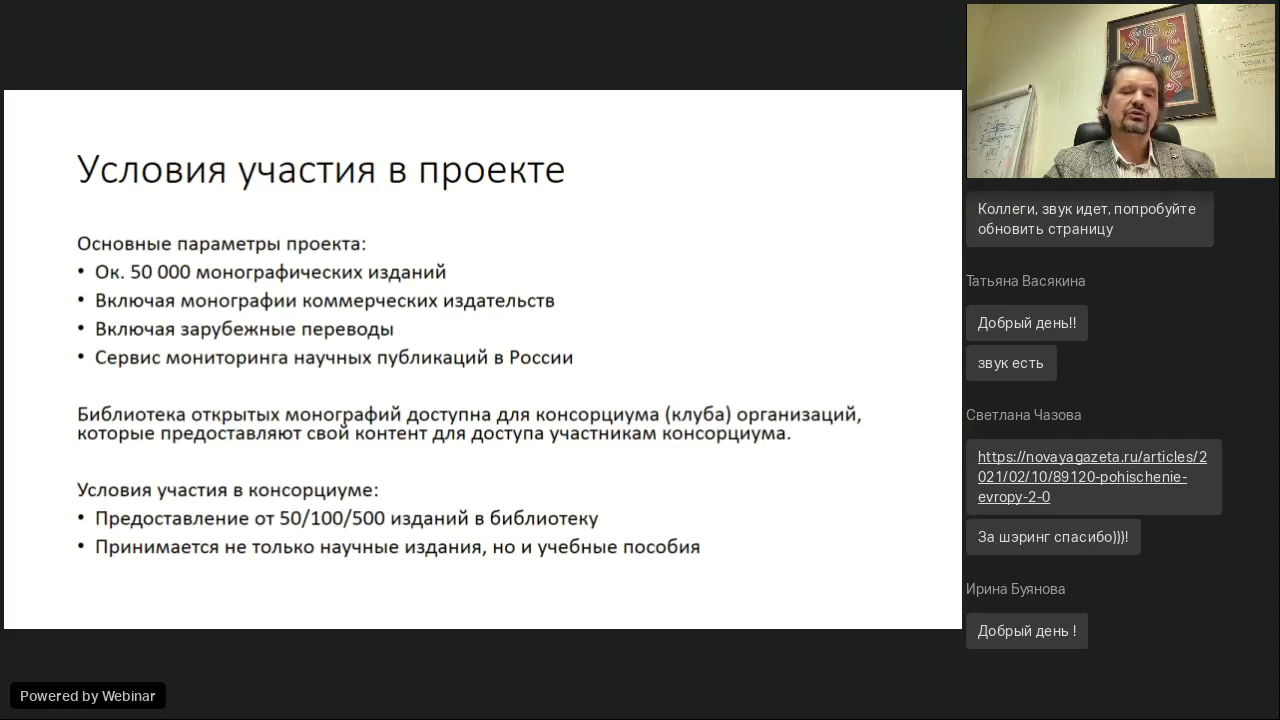 Условия участия в проекте
Основные параметры проекта:
• Ок. 50 000 монографических изданий
• Включая монографии коммерческих издательств
• Включая зарубежные переводы
• Сервис мониторинга научных публикаций в России
Библиотека открытых монографий доступна для консорциума (клуба) организаций,
которые предоставляют свой контент для доступа участникам консорциума.
Условия участия в консорциуме:
• Предоставление от 50/100/500 изданий в библиотеку
• Принимается не только научные издания, но и учебные пособия
Коллеги, звук идет, попробуйте
обновить страницу
Татьяна Васякина
Добрый день!!
звук есть
Светлана Чазова
https://novayagazeta.ru/articles/2
021/02/10/89120-pohischenie-
evropy-2-0
За шэринг спасибо)))!
Ирина Буянова
Добрый день !
Powered by Webinar